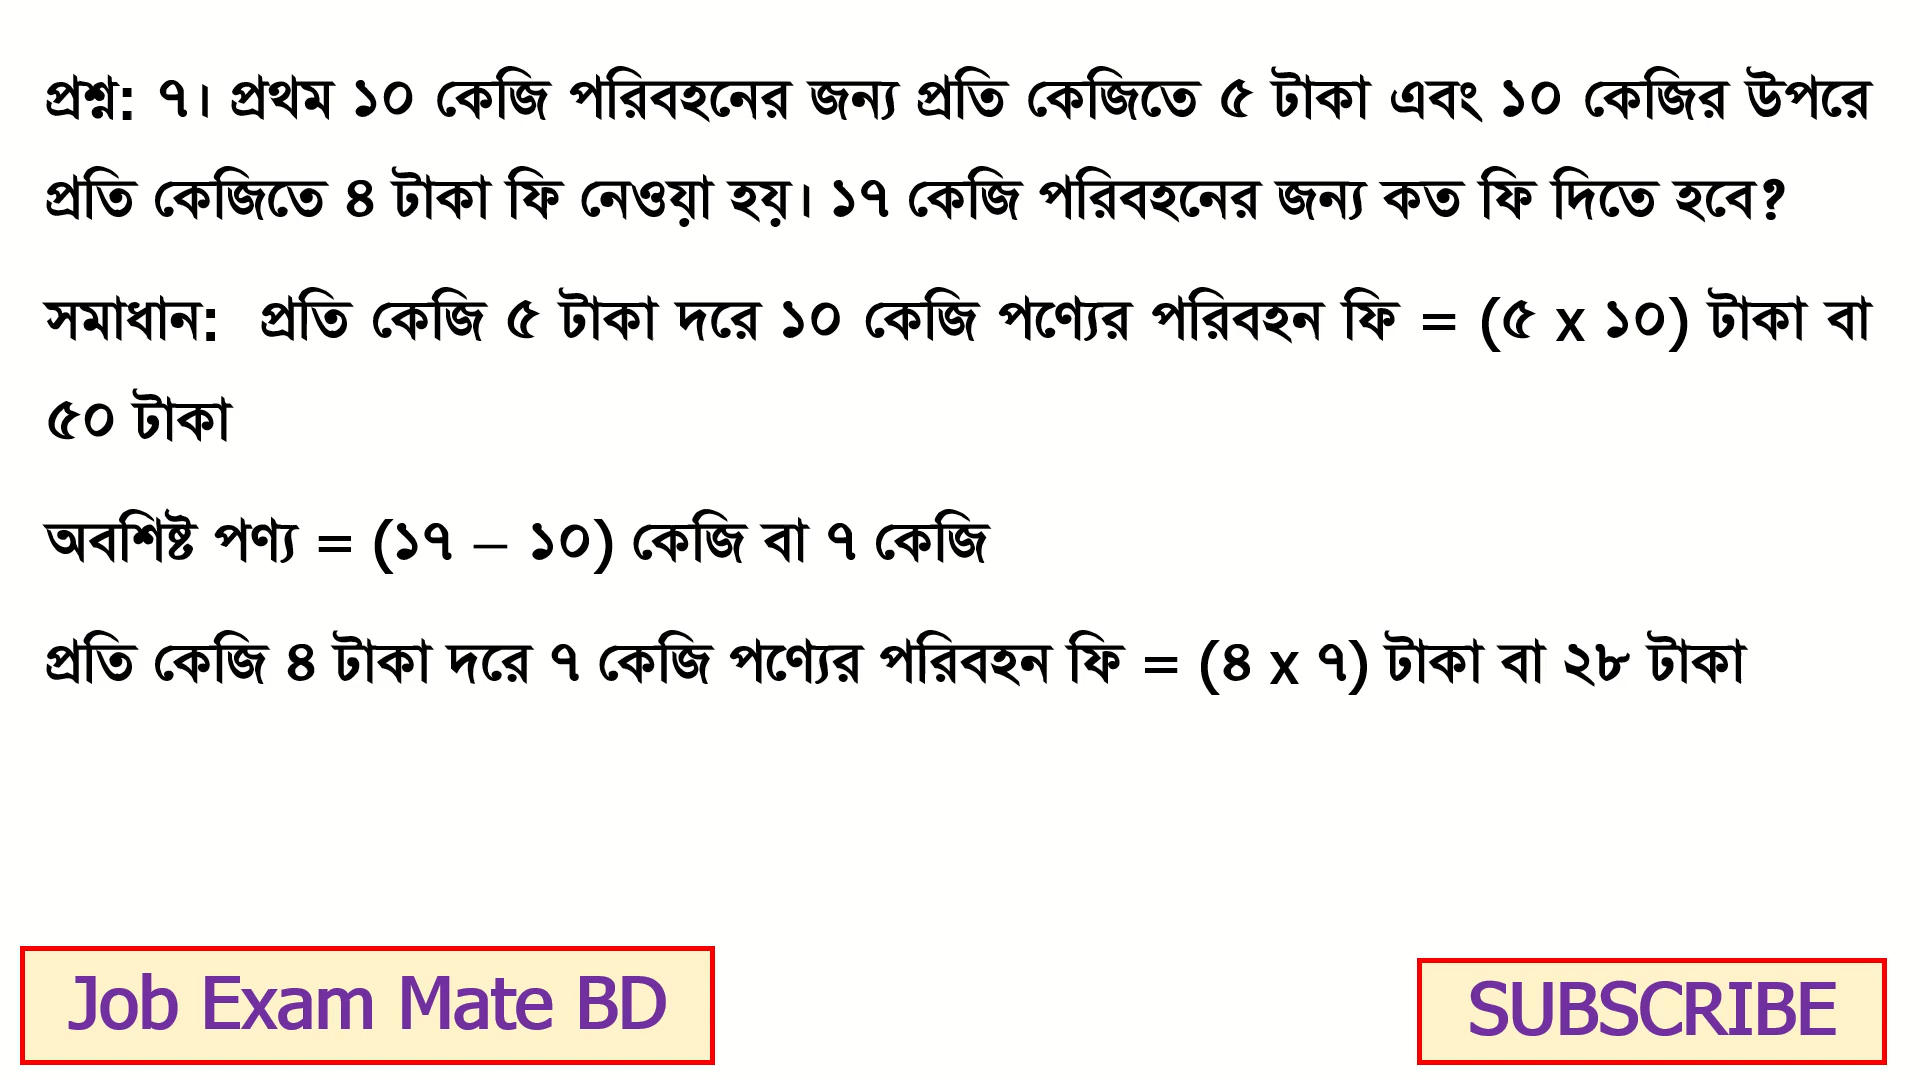 প্রশ্ন: ৭। প্রথম ১০ কেজি পরিবহনের জন্য প্রতি কেজিতে ৫ টাকা এবং ১০ কেজির উপরে
প্রতি কেজিতে ৪ টাকা ফি নেওয়া হয়। ১৭ কেজি পরিবহনের জন্য কত ফি দিতে হবে?
সমাধান: প্রতি কেজি ৫ টাকা দরে ১০ কেজি পণ্যের পরিবহন ফি = (৫ x ১০) টাকা বা
৫০ টাকা
অবশিষ্ট পণ্য = (১৭ – ১০) কেজি বা ৭ কেজি
প্রতি কেজি ৪ টাকা দরে ৭ কেজি পণ্যের পরিবহন ফি = (৪ x ৭) টাকা বা ২৮ টাকা
Job Exam Mate BD
SUBSCRIBE